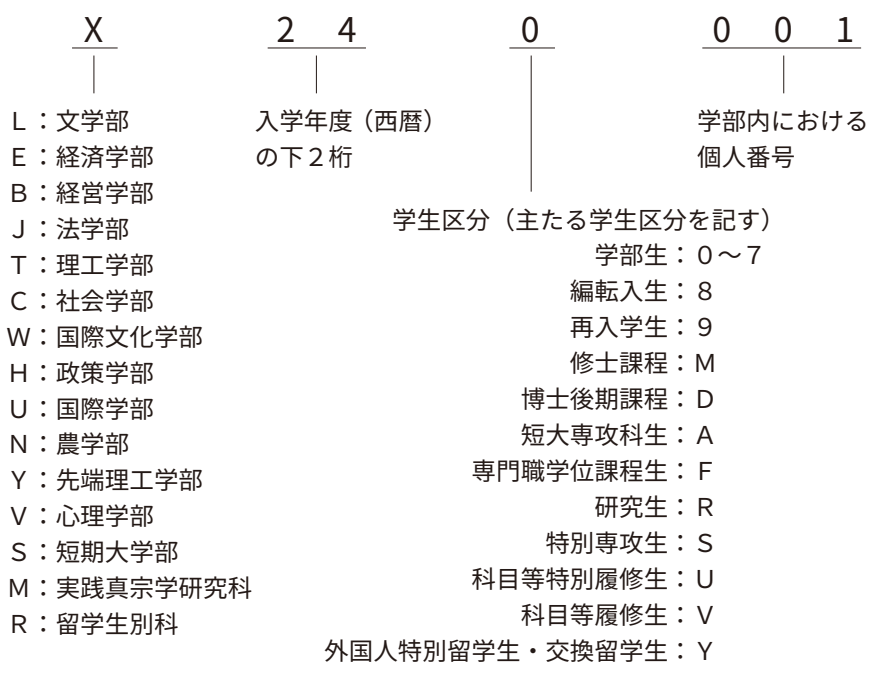 X 24 0 001
L：文学部
E：経済学部
B：経営学部
J：法学部
T：理工学部
C：社会学部
W：国際文化学部
H：政策学部
U：国際学部
N：農学部
Y：先端理工学部
V：心理学部
S：短期大学部
M：実践真宗学研究科
R：留学生別科
入学年度（西暦）
の下２桁
学部内における
個人番号
学生区分（主たる学生区分を記す）
学部生：０〜７
編転入生：８
再入学生：９
修士課程：M
博士後期課程：D
短大専攻科生：A
専門職学位課程生：F
研究生：R
特別専攻生：S
科目等特別履修生：U
科目等履修生：V
外国人特別留学生・交換留学生：Y